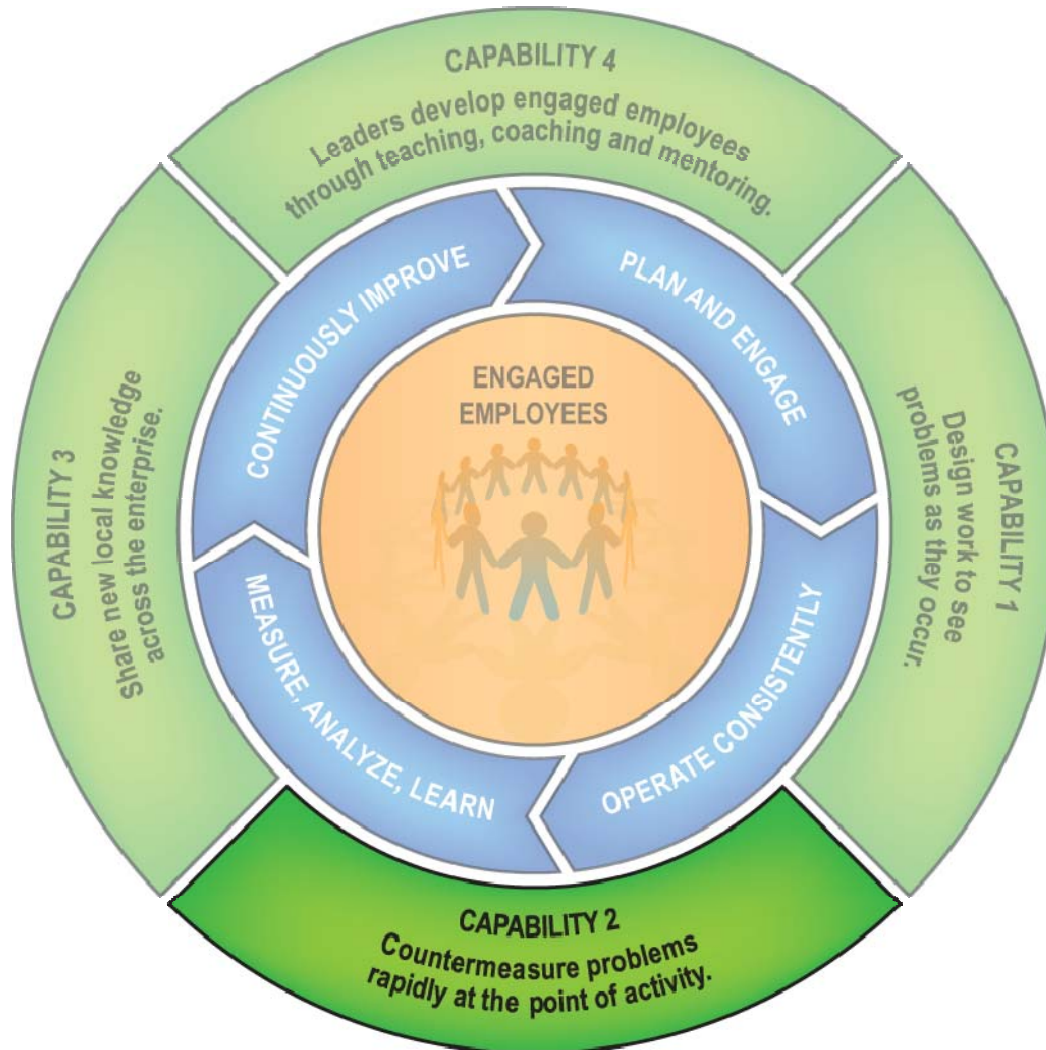 CAPABILITY 4
Leaders develop engaged employees
through teaching, coaching and mentoring.
CONTINUOUSLY IMPROVE
PLAN AND ENGAGE
ENGAGED
EMPLOYEES
CAPABILITY 1
Design work to see
problems as they occur.
CAPABILITY 3
Share new local knowledge
across the enterprise.
MEASURE, ANALYZE, LEARN
OPERATE CONSISTENTLY
CAPABILITY 2
Countermeasure problems
rapidly at the point of activity.